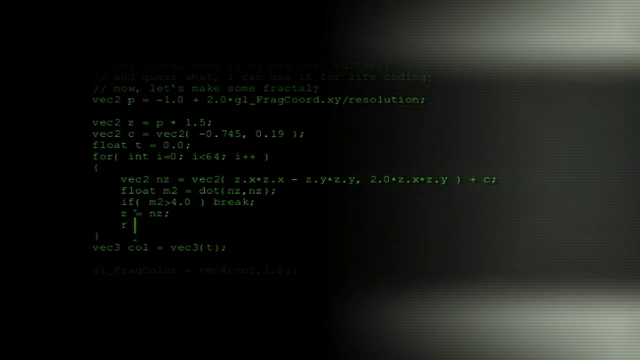 // and guess what, i can use it for life coding!
// now, let's make some fractal?
vec2 p = -1.0 + 2.0*gl_FragCoord.xy/resolution;
vec2 z = p * 1.5;
vec2 c = vec2( -0.745, 0.19 );
float t = 0.0;
for( int i=0; i<64; i++ )
{
vec2 nz = vec2( z.x*z.x - z.y*z.y, 2.0*z.x*z.y ) + c;
float m2 = dot(nz,nz);
if( m2>4.0 ) break;
z = nz;
r
}
vec3 col = vec3(t);
gl_FragColor = vec4(col,1.0);